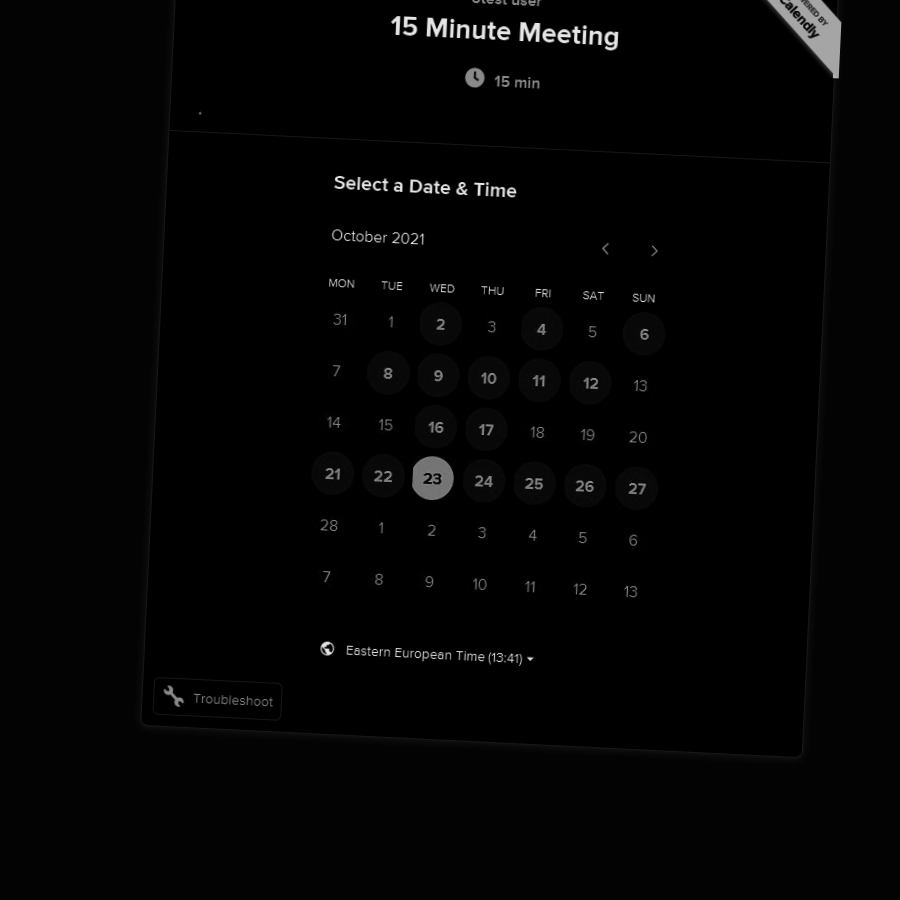 15 Minute Meeting
15 min
Calendly
Select a Date & Time
October 2021
MON TUE WED THU FRI SAT SUN
31 1 2 3 4 5 6
7 8 9 10 11 12 13
14 15 16 17 18 19 20
21 22 23 24 25 26 27
28 1 2 3 4 5 6
7 8 9 10 11 12 13
Eastern European Time (13:41)
Troubleshoot